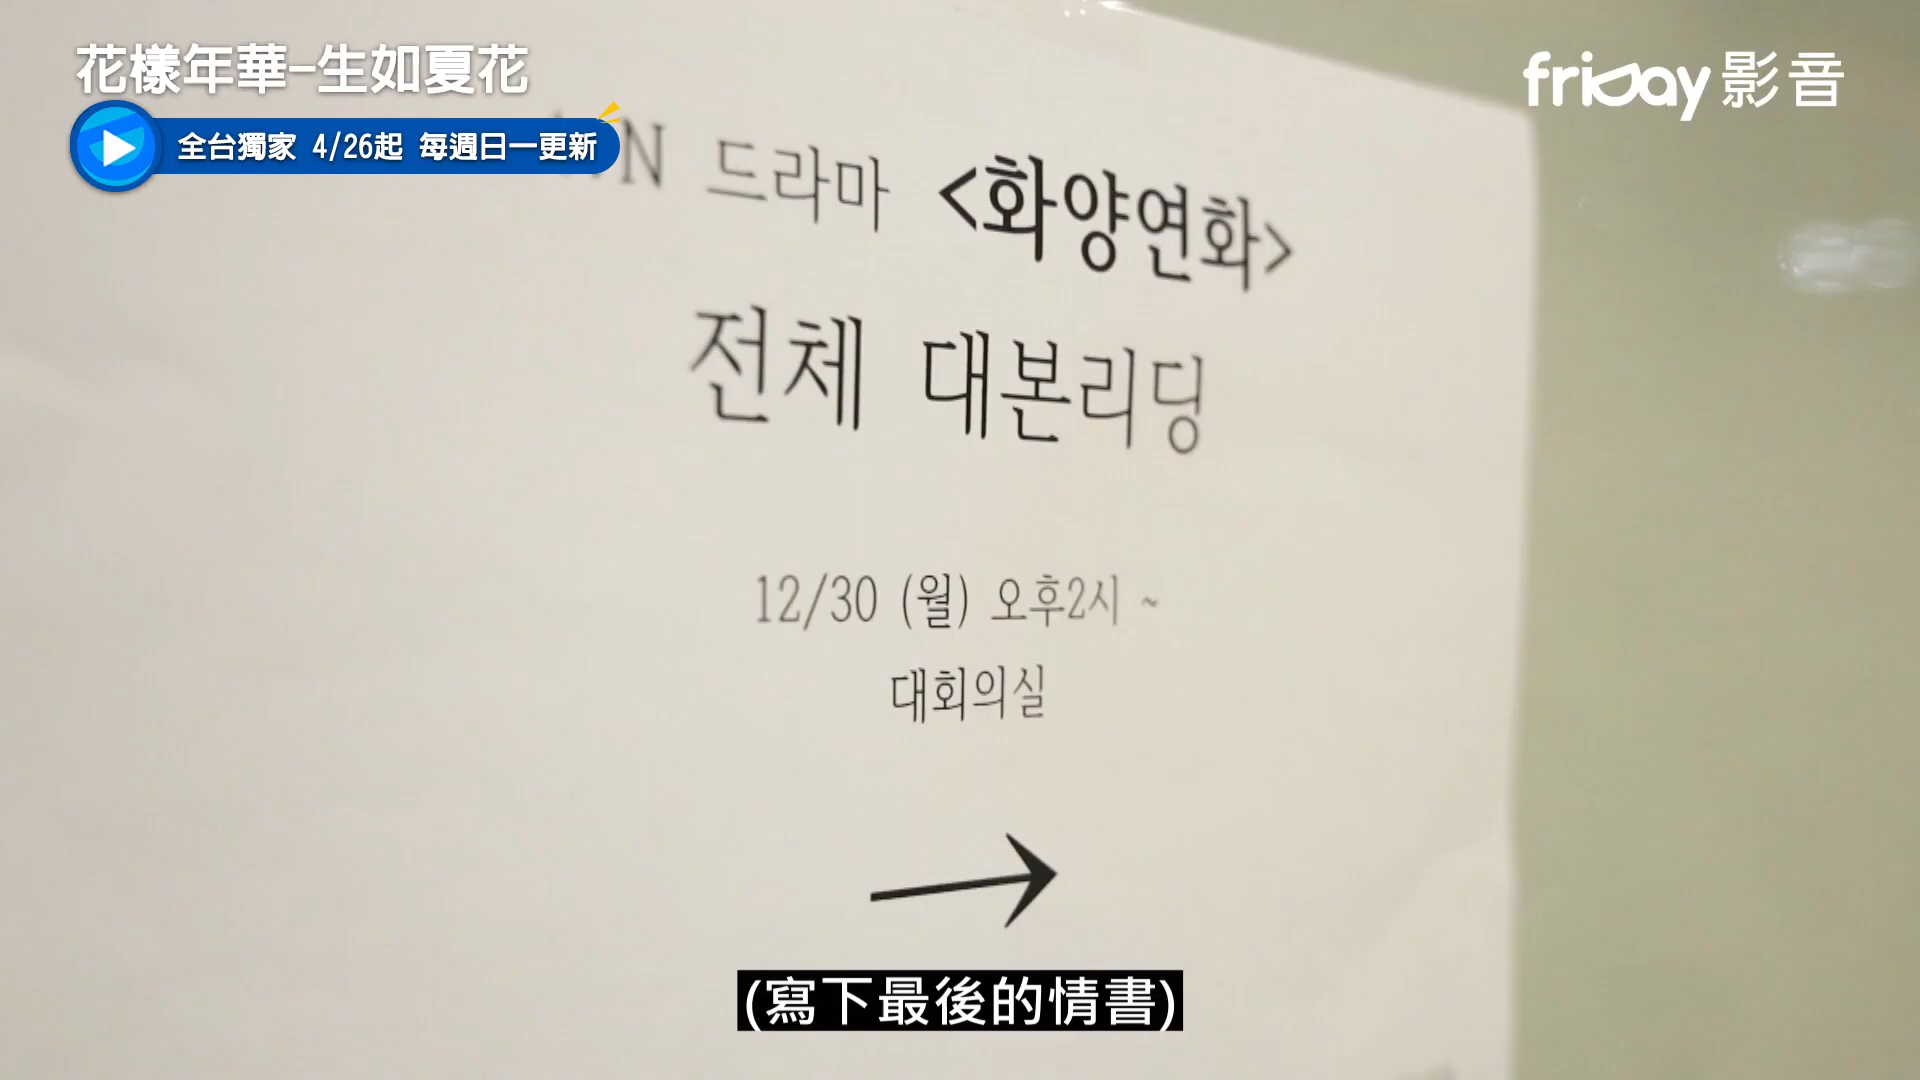 花樣年華-生如夏花
friDay影音
全台獨家 4/26起 每週日一更新
N 드라마 <화양연화>
전체 대본리딩
12/30 (월) 오후2시 ~
대회의실
(寫下最後的情書)